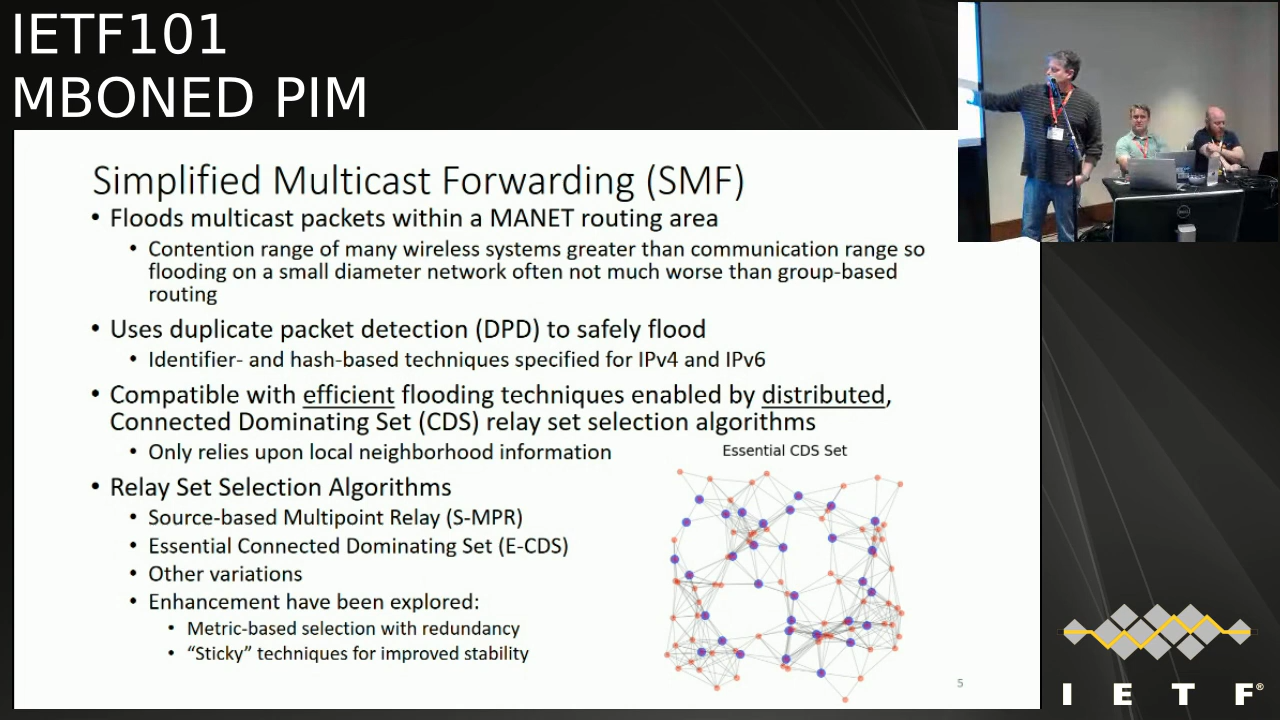 IETF101
MBONED PIM
Simplified Multicast Forwarding (SMF)
• Floods multicast packets within a MANET routing area
• Contention range of many wireless systems greater than communication range so
flooding on a small diameter network often not much worse than group-based
routing
• Uses duplicate packet detection (DPD) to safely flood
• Identifier- and hash-based techniques specified for IPv4 and IPv6
• Compatible with efficient flooding techniques enabled by distributed,
Connected Dominating Set (CDS) relay set selection algorithms
• Only relies upon local neighborhood information
Essential CDS Set
• Relay Set Selection Algorithms
• Source-based Multipoint Relay (S-MPR)
• Essential Connected Dominating Set (E-CDS)
• Other variations
• Enhancement have been explored:
• Metric-based selection with redundancy
• “Sticky” techniques for improved stability
5
I E T F®